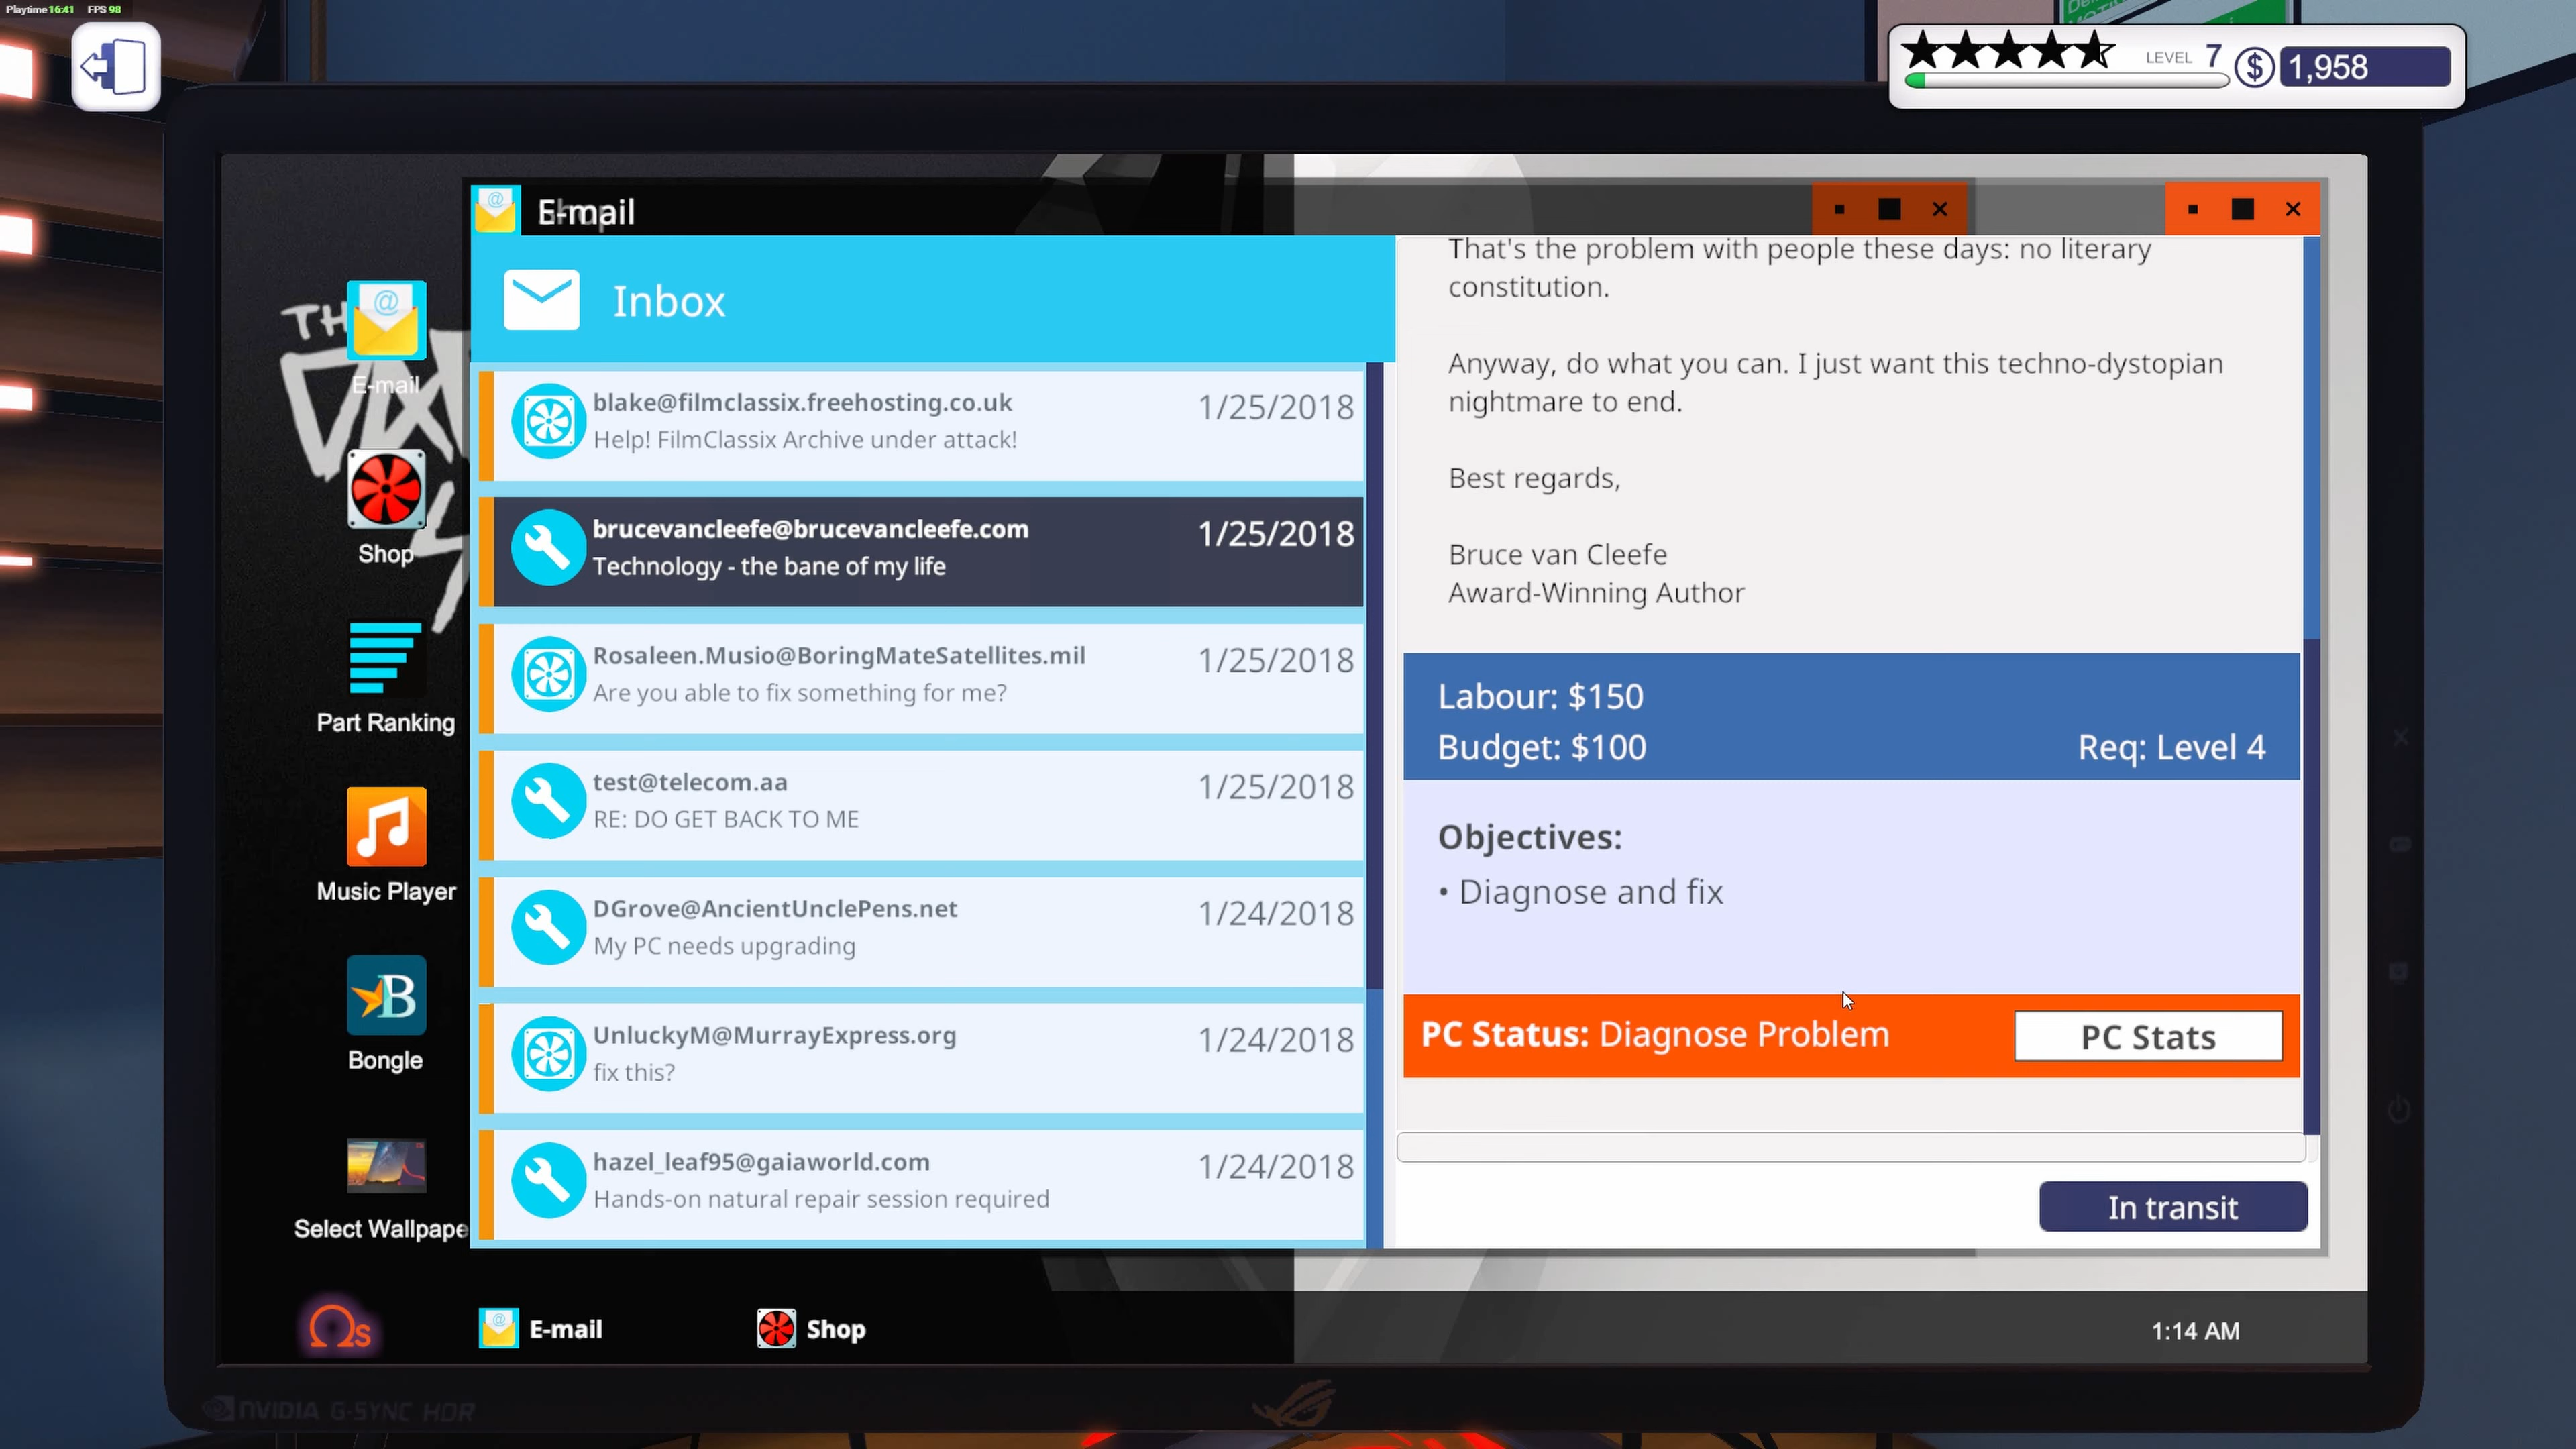 Playtime 16:41 FPS 98
LEVEL 7
$ 1,958
E-mail
Inbox
blake@filmclassix.freehosting.co.uk
1/25/2018
Help! FilmClassix Archive under attack!
brucevancleefe@brucevancleefe.com
1/25/2018
Technology - the bane of my life
Rosaleen.Musio@BoringMateSatellites.mil
1/25/2018
Are you able to fix something for me?
test@telecom.aa
1/25/2018
RE: DO GET BACK TO ME
DGrove@AncientUnclePens.net
1/24/2018
My PC needs upgrading
UnluckyM@MurrayExpress.org
1/24/2018
fix this?
hazel_leaf95@gaiaworld.com
1/24/2018
Hands-on natural repair session required
That's the problem with people these days: no literary
constitution.
Anyway, do what you can. I just want this techno-dystopian
nightmare to end.
Best regards,
Bruce van Cleefe
Award-Winning Author
Labour: $150
Budget: $100
Req: Level 4
Objectives:
• Diagnose and fix
PC Status: Diagnose Problem
PC Stats
In transit
E-mail
Shop
Part Ranking
Music Player
Bongle
Select Wallpape
Ωs
E-mail
Shop
1:14 AM
NVIDIA G-SYNC HDR